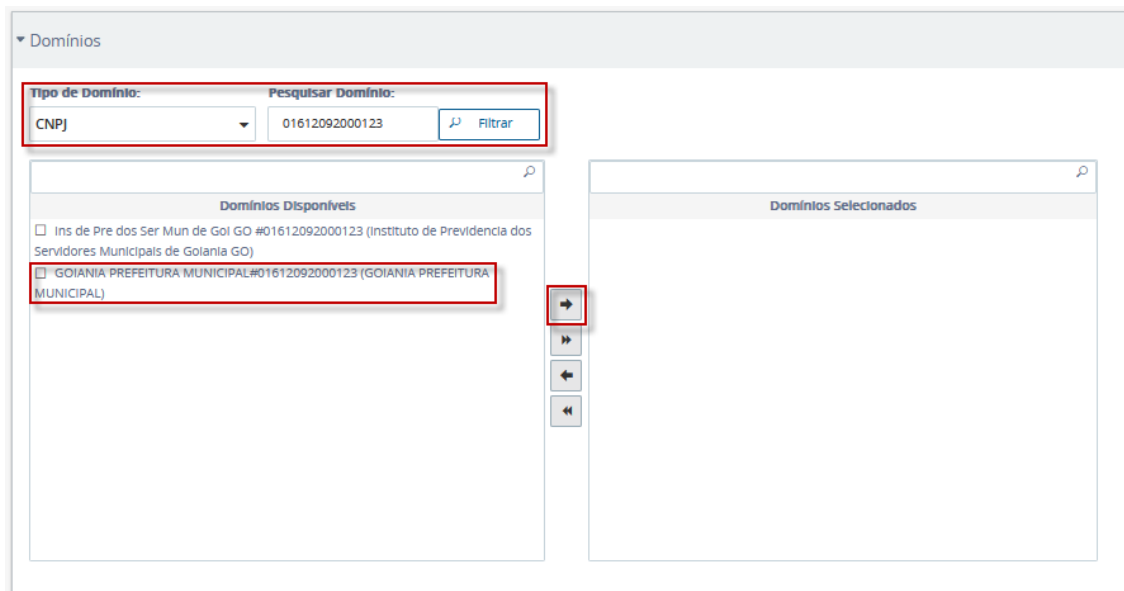 Domínios
Tipo de Domínio: Pesquisar Domínio:
CNPJ 01612092000123 Filtrar
Domínios Disponíveis Domínios Selecionados
Ins de Pre dos Ser Mun de Goi GO #01612092000123 (Instituto de Previdencia dos
Servidores Municipais de Goiania GO)
GOIANIA PREFEITURA MUNICIPAL#01612092000123 (GOIANIA PREFEITURA
MUNICIPAL)